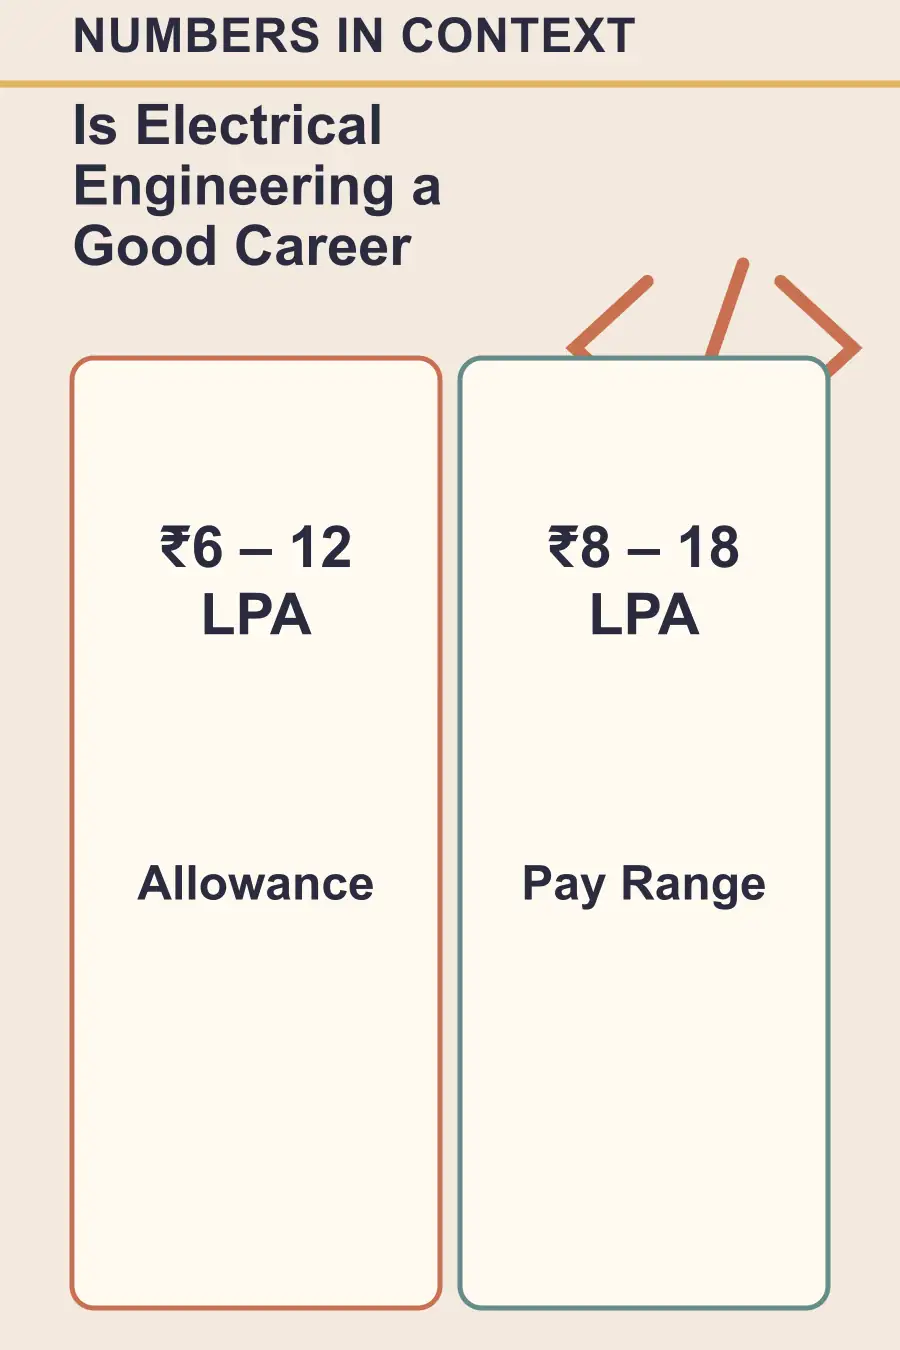 NUMBERS IN CONTEXT
Is Electrical
Engineering a
Good Career
₹6 – 12
LPA
Allowance
₹8 – 18
LPA
Pay Range